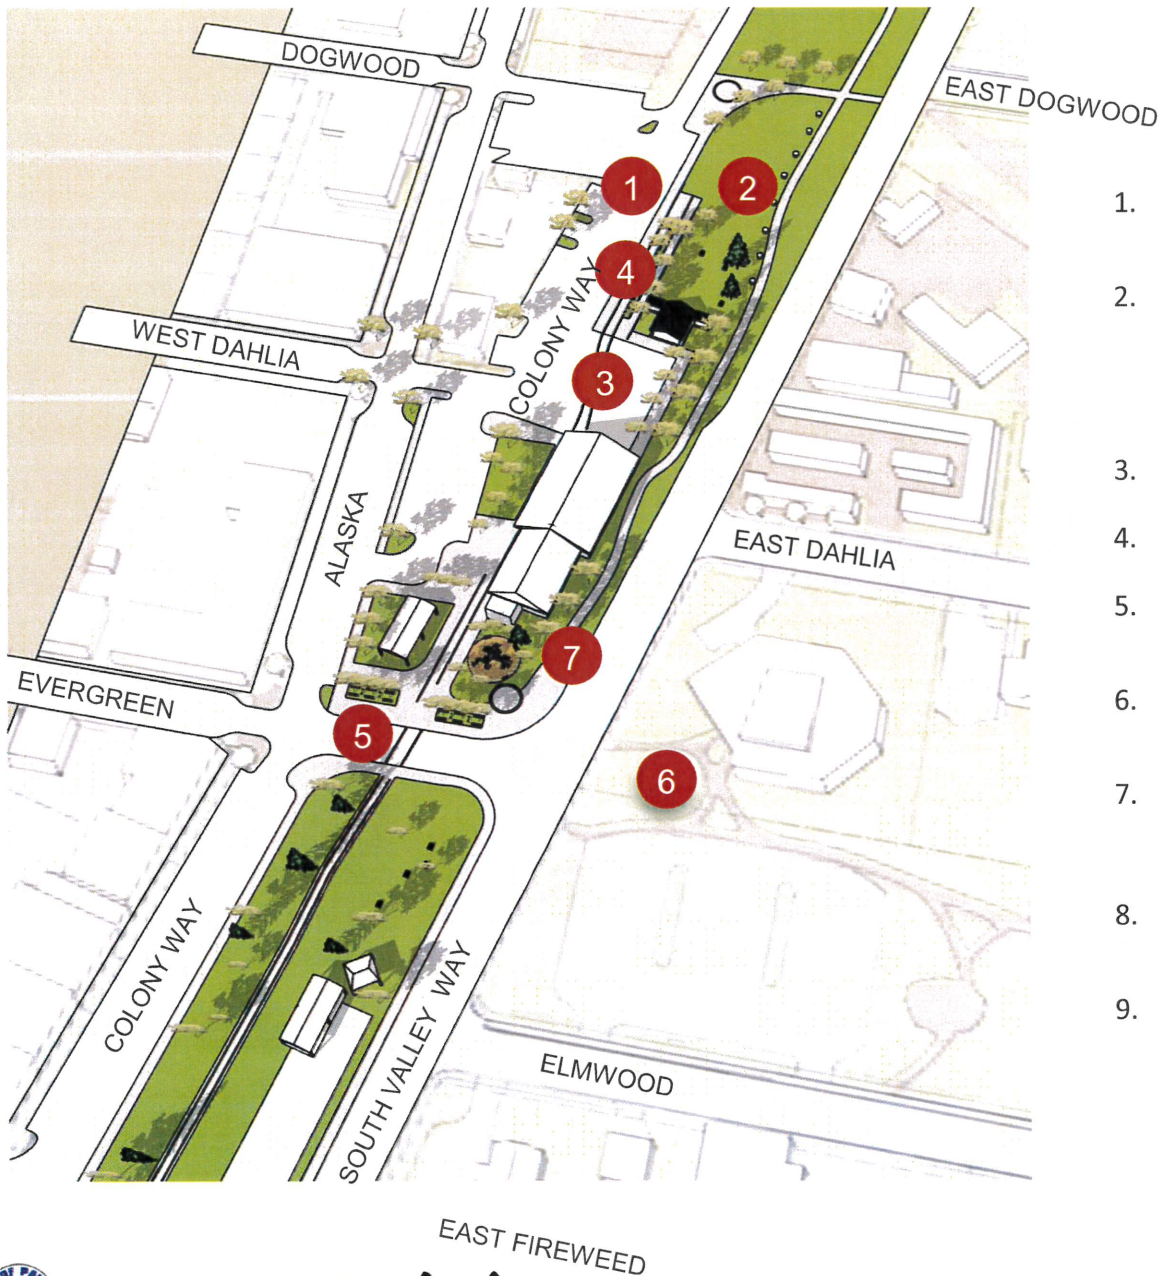 DOGWOOD
EAST DOGWOOD
1
2
1.
4
COLONY WAY
2.
WEST DAHLIA
3
3.
ALASKA
EAST DAHLIA
4.
5.
7
EVERGREEN
6.
5
6
7.
COLONY WAY
8.
SOUTH VALLEY WAY
9.
ELMWOOD
EAST FIREWEED